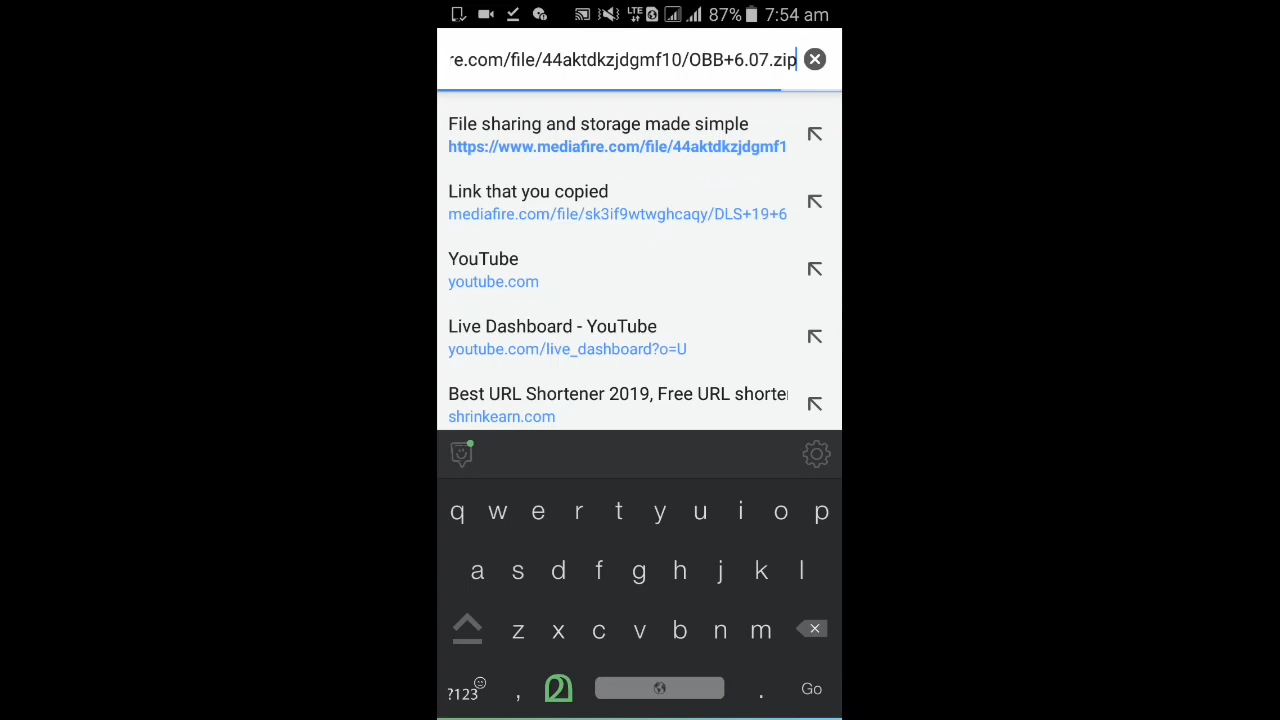 LTE 87% 7:54 am
re.com/file/44aktdkzjdgmf10/OBB+6.07.zip
File sharing and storage made simple
https://www.mediafire.com/file/44aktdkzjdgmf1
Link that you copied
mediafire.com/file/sk3if9wtwghcaqy/DLS+19+6
YouTube
youtube.com
Live Dashboard - YouTube
youtube.com/live_dashboard?o=U
Best URL Shortener 2019, Free URL shorte
shrinkearn.com
q w e r t y u i o p
a s d f g h j k l
z x c v b n m
?123 , മ . Go